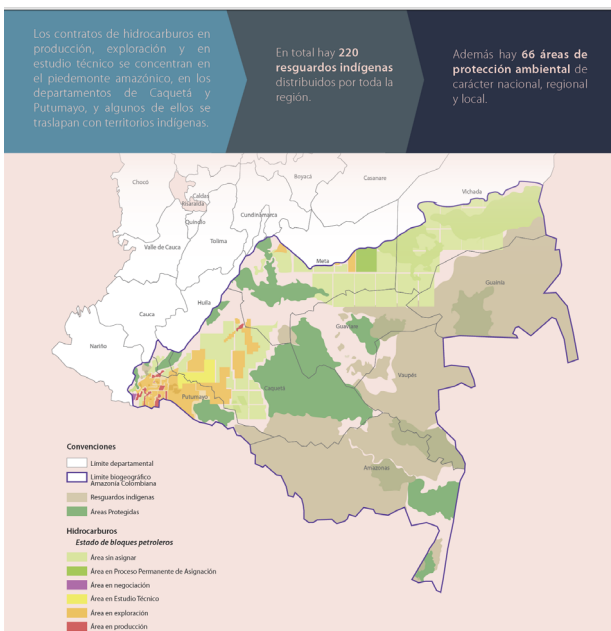 Los contratos de hidrocarburos en
producción, exploración y en
estudio técnico se concentran en
el piedemonte amazónico, en los
departamentos de Caquetá y
Putumayo, y algunos de ellos se
traslapan con territorios indígenas.
En total hay 220
resguardos indígenas
distribuidos por toda la
región.
Además hay 66 áreas de
protección ambiental de
carácter nacional, regional
y local.
Chocó
Boyacá
Casanare
Vichada
Caldas
Risaralda
Quindío
Cundinamarca
Tolima
Valle de Cauca
Meta
Guainía
Huila
Cauca
Guaviare
Nariño
Vaupés
Caquetá
Putumayo
Amazonas
Convenciones
Límite departamental
Límite biogeográfico
Amazonía Colombiana
Resguardos indígenas
Áreas Protegidas
Hidrocarburos
Estado de bloques petroleros
Área sin asignar
Área en Proceso Permanente de Asignación
Área en negociación
Área en Estudio Técnico
Área en exploración
Área en producción